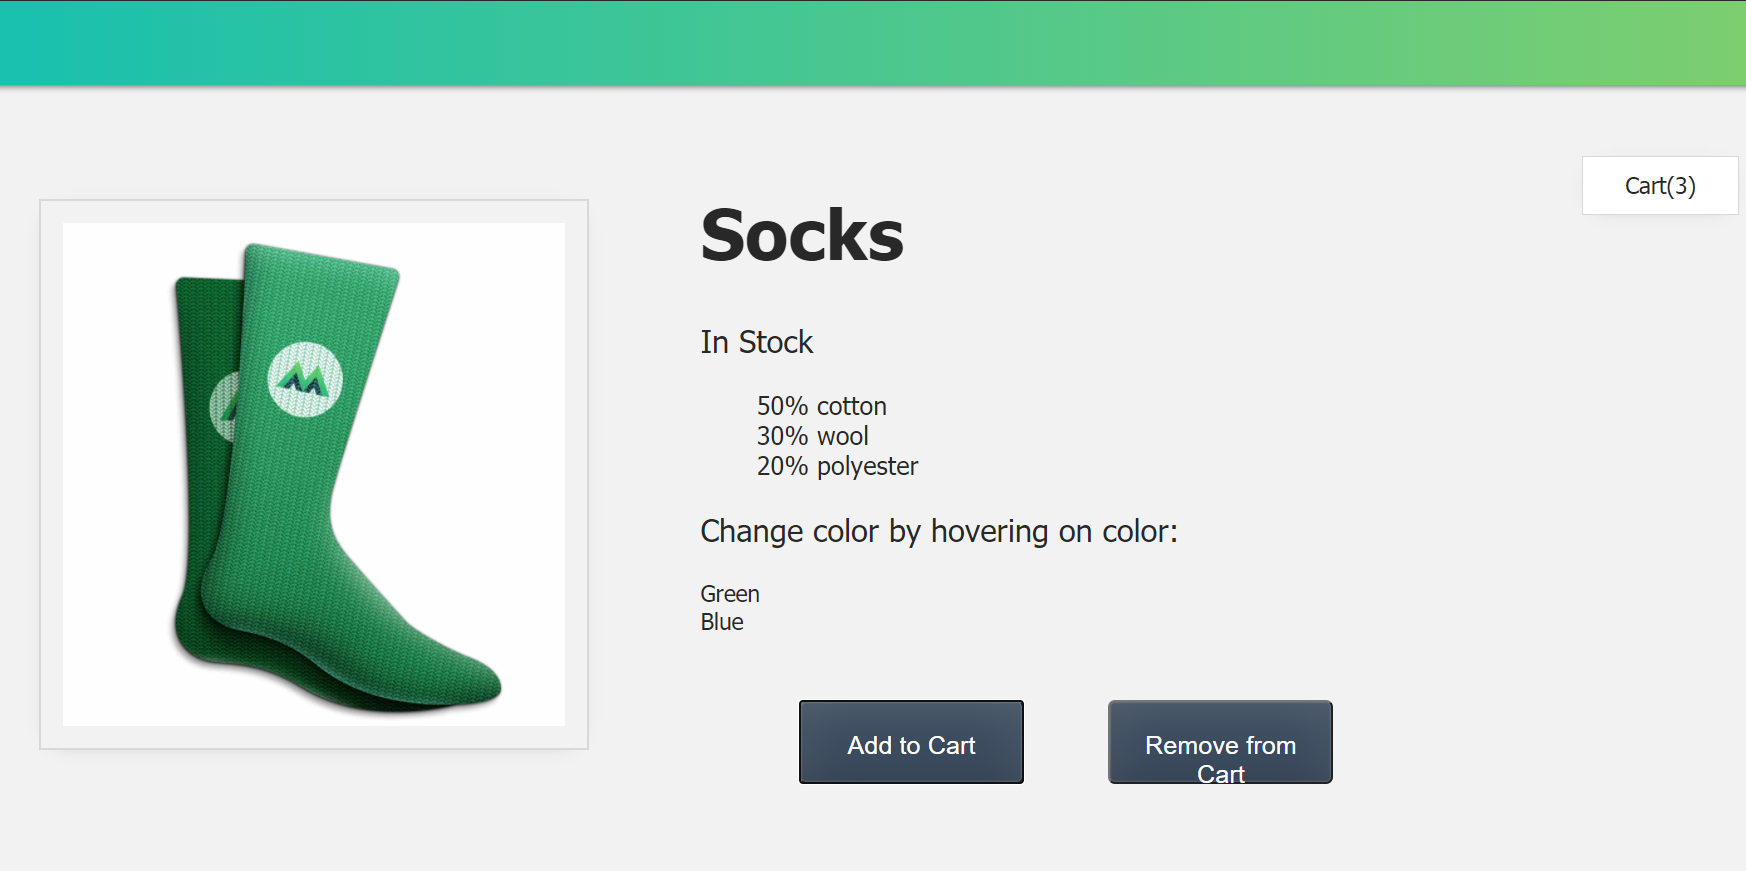 Cart(3)
Socks
In Stock
50% cotton
30% wool
20% polyester
Change color by hovering on color:
Green
Blue
Add to Cart
Remove from
Cart